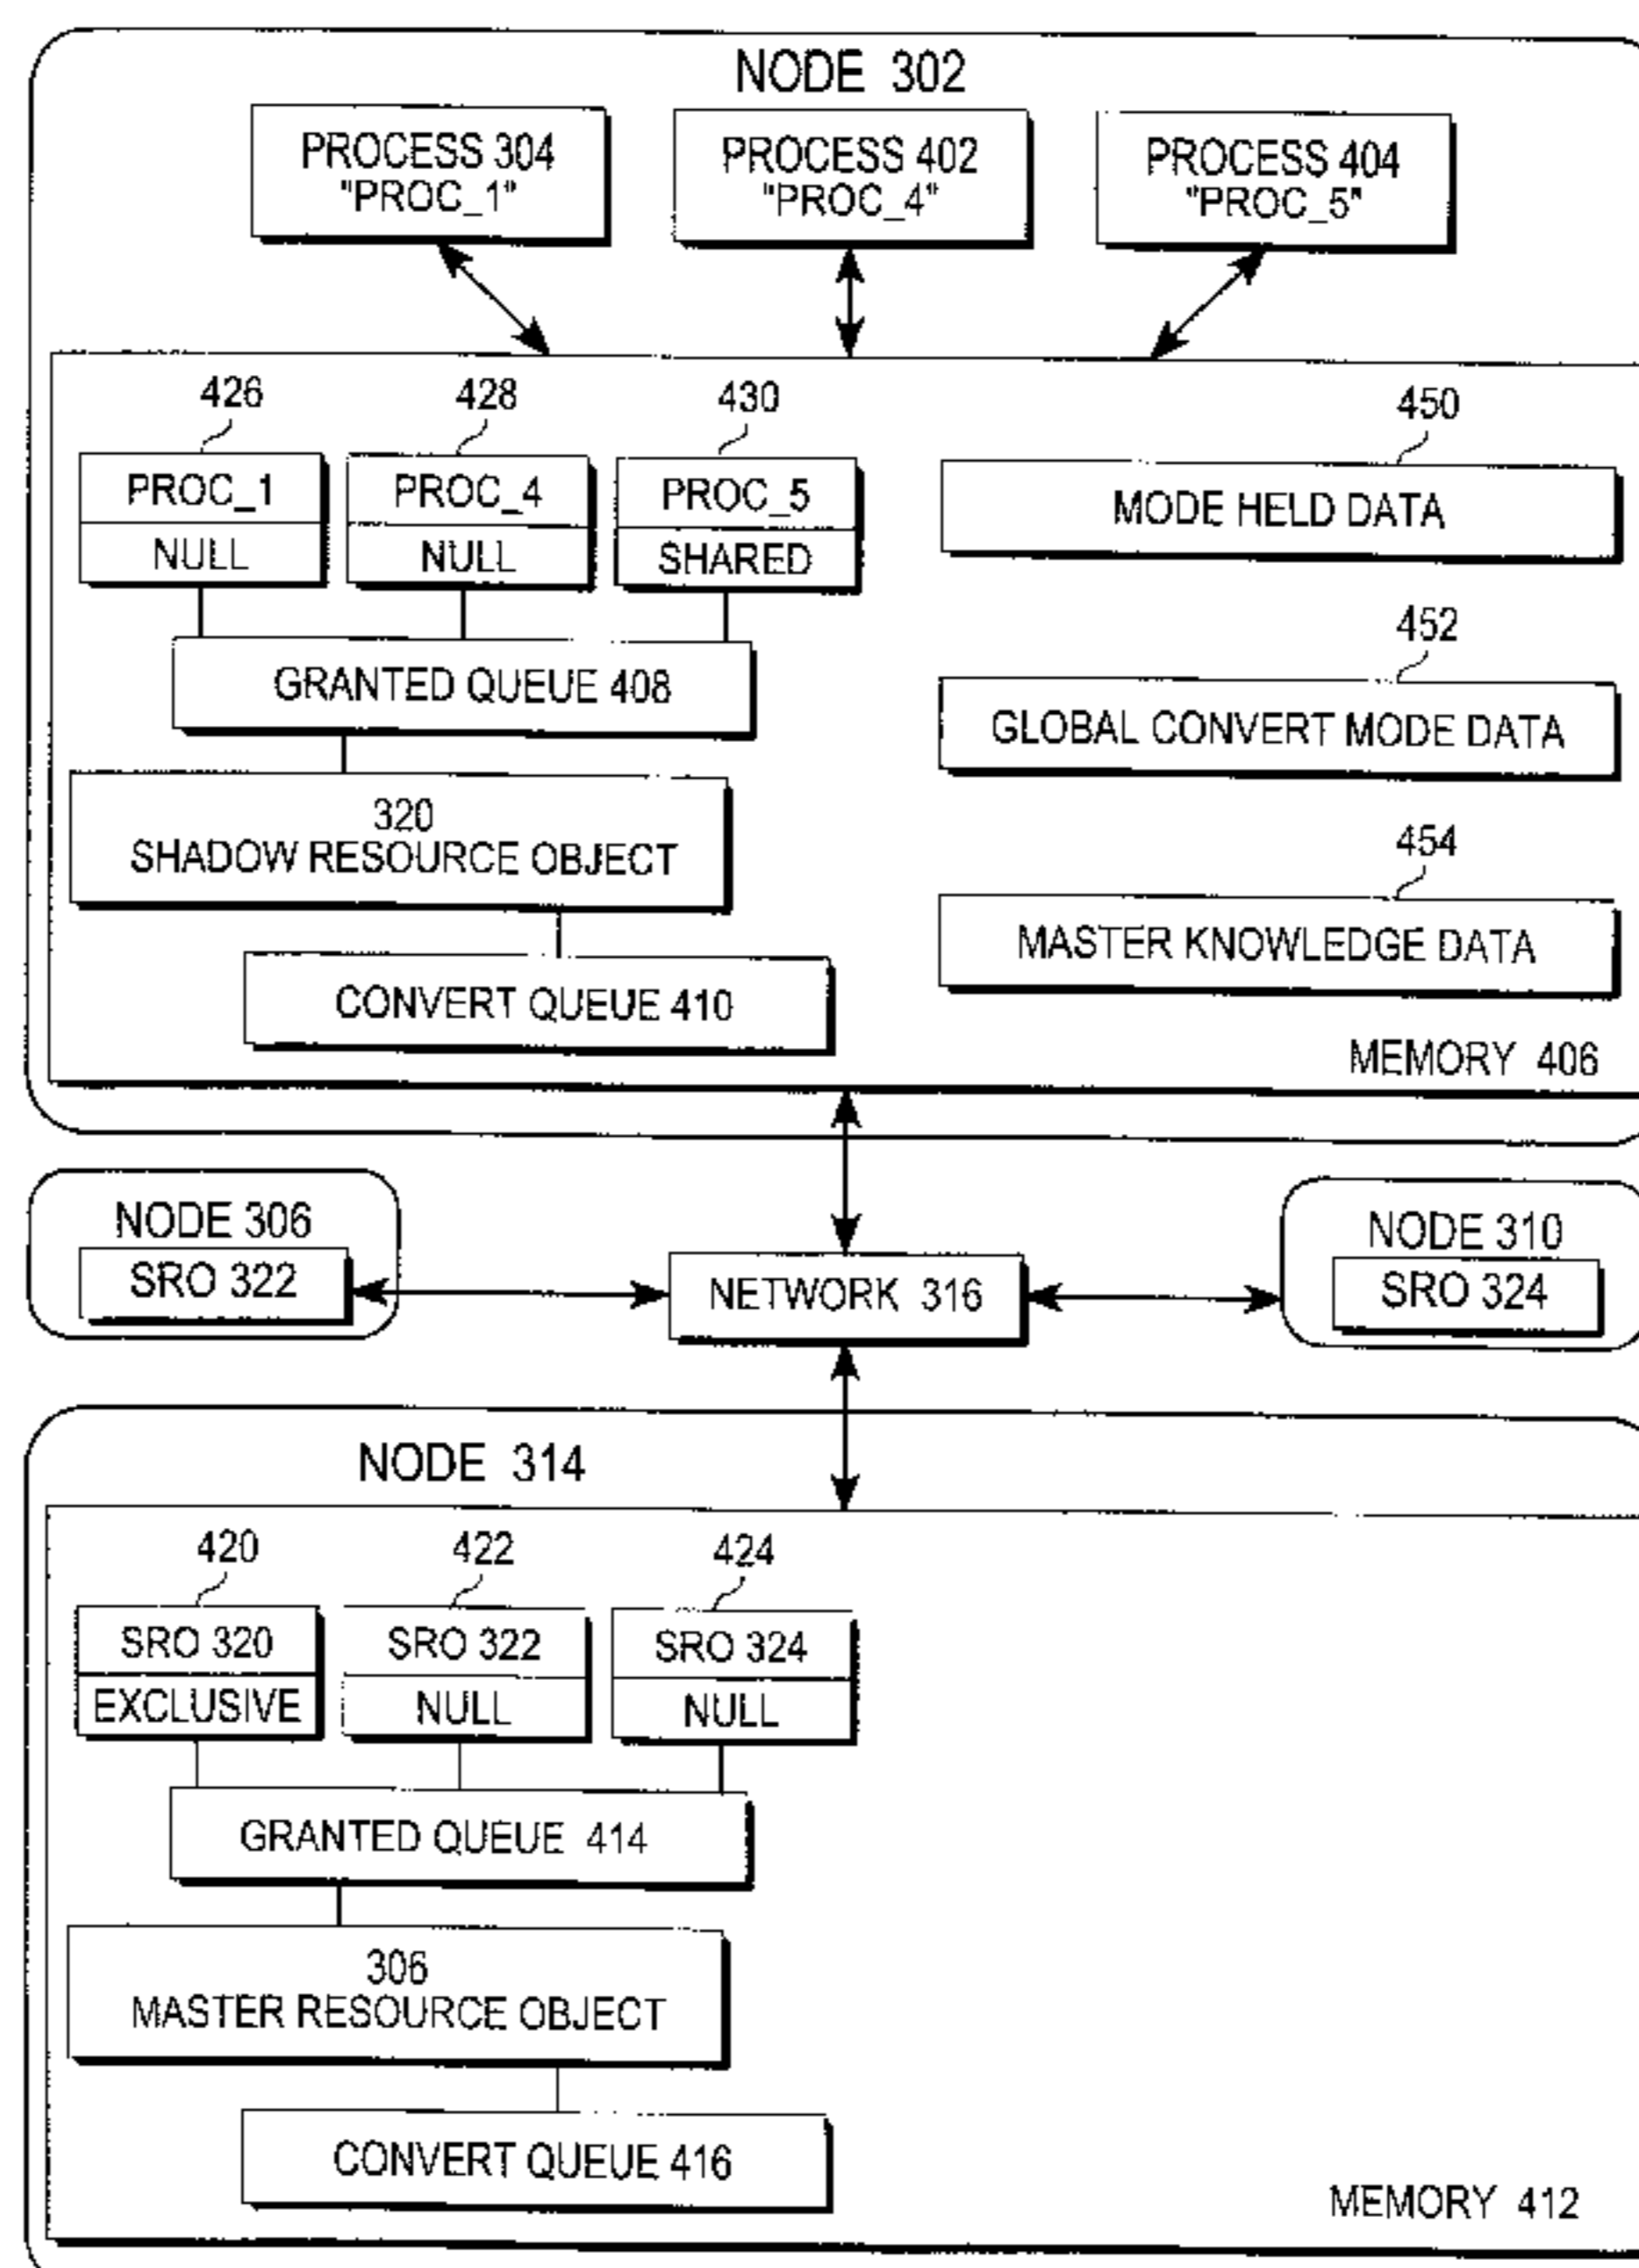 NODE 302
PROCESS 304
"PROC_1"
PROCESS 402
"PROC_4"
PROCESS 404
"PROC_5"
426
428
430
450
PROC_1
NULL
PROC_4
NULL
PROC_5
SHARED
MODE HELD DATA
452
GRANTED QUEUE 408
GLOBAL CONVERT MODE DATA
320
SHADOW RESOURCE OBJECT
454
MASTER KNOWLEDGE DATA
CONVERT QUEUE 410
MEMORY 406
NODE 306
SRO 322
NETWORK 316
NODE 310
SRO 324
NODE 314
420
422
424
SRO 320
EXCLUSIVE
SRO 322
NULL
SRO 324
NULL
GRANTED QUEUE 414
306
MASTER RESOURCE OBJECT
CONVERT QUEUE 416
MEMORY 412